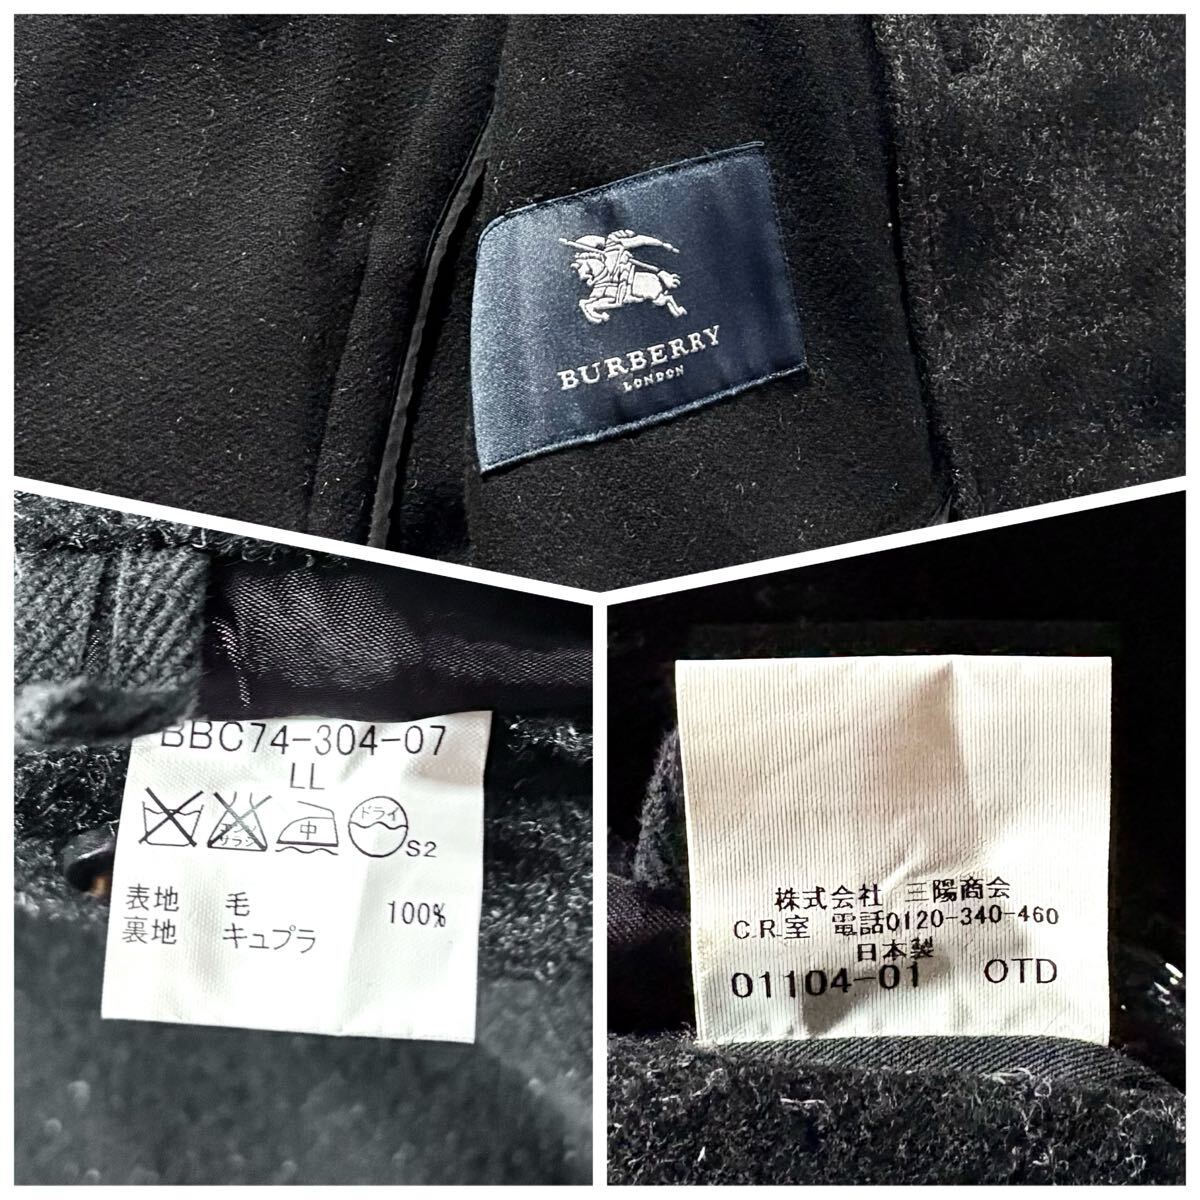 BURBERRY
LONDON
BBC74-304-07
LL
中 ドライ
S2
表地 毛 100%
裏地 キュプラ
株式会社 三陽商会
C.R.室 電話0120-340-460
日本製
01104-01 OTD